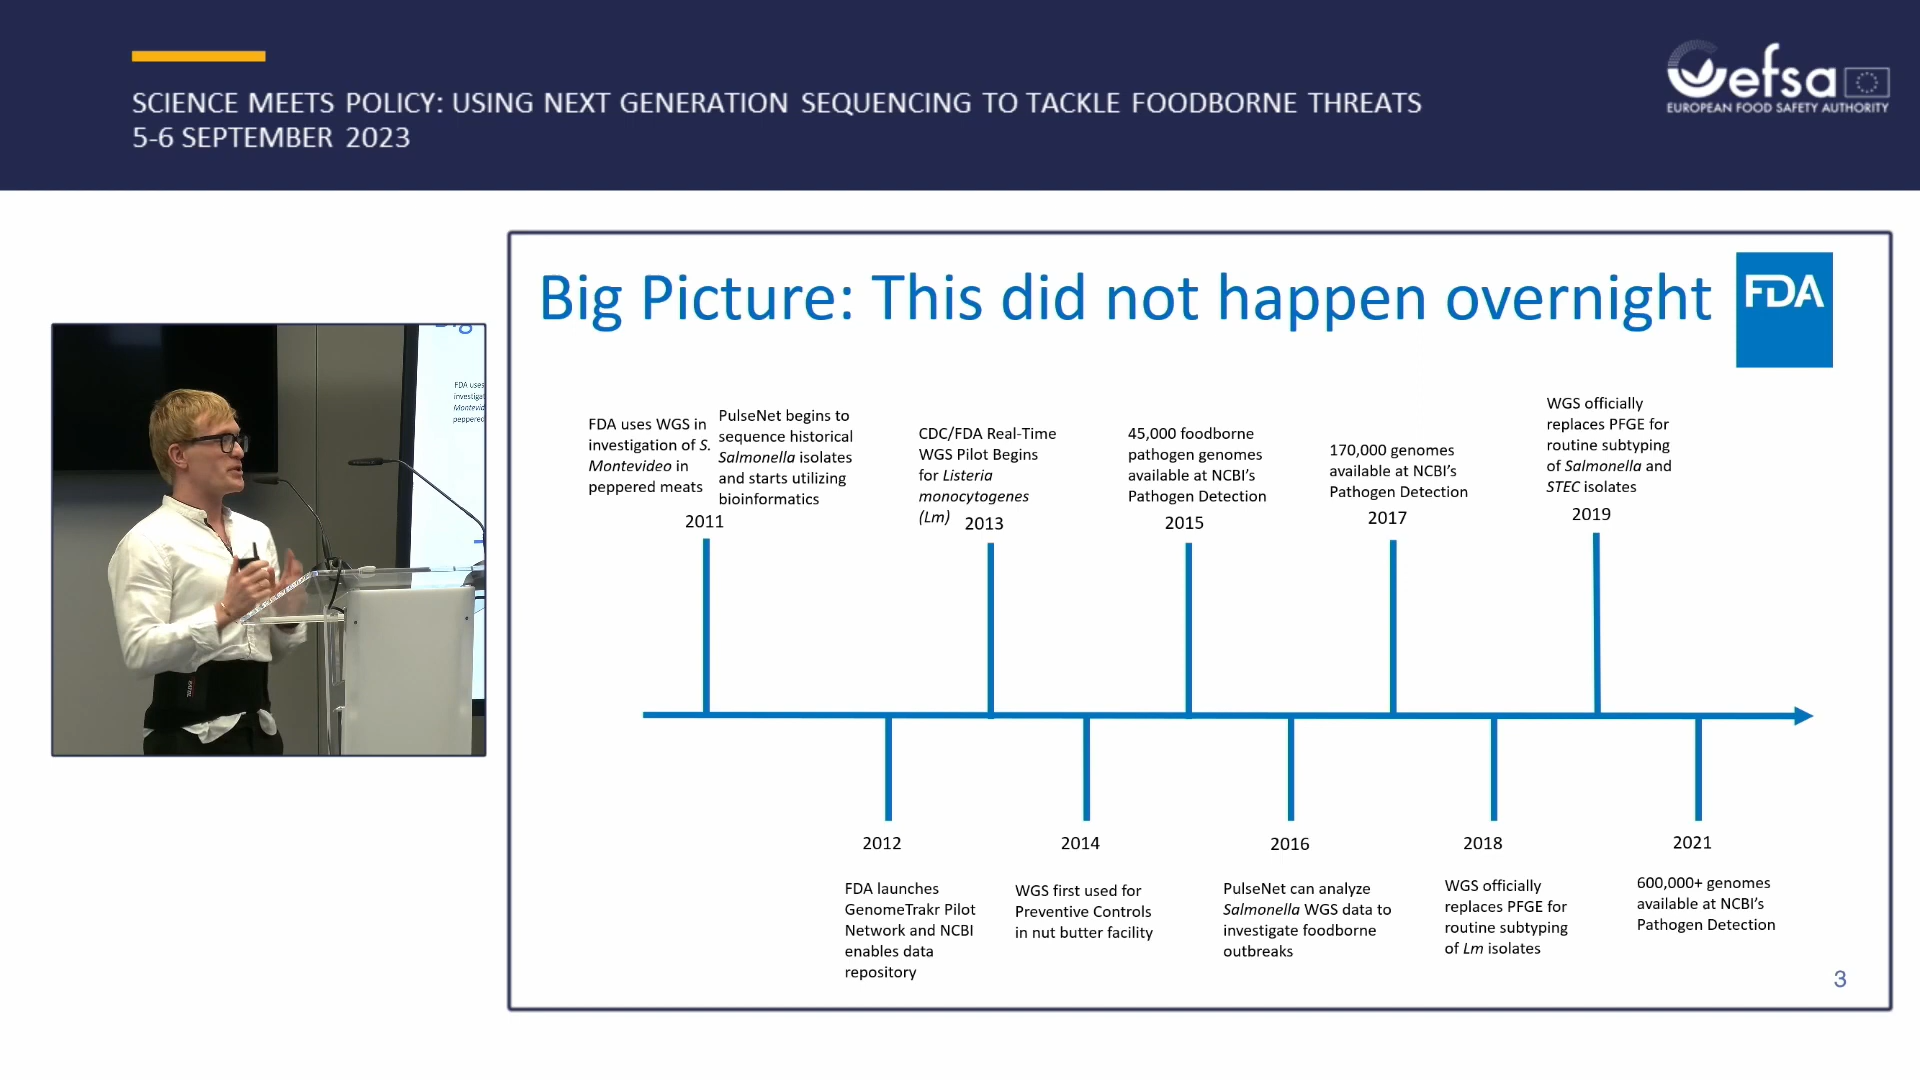 SCIENCE MEETS POLICY: USING NEXT GENERATION SEQUENCING TO TACKLE FOODBORNE THREATS
5-6 SEPTEMBER 2023
efsa
EUROPEAN FOOD SAFETY AUTHORITY
Big Picture: This did not happen overnight
FDA
FDA uses WGS in
investigation of S.
Montevideo in
peppered meats
PulseNet begins to
sequence historical
Salmonella isolates
and starts utilizing
bioinformatics
2011
CDC/FDA Real-Time
WGS Pilot Begins
for Listeria
monocytogenes
(Lm)
2013
45,000 foodborne
pathogen genomes
available at NCBI's
Pathogen Detection
2015
170,000 genomes
available at NCBI's
Pathogen Detection
2017
WGS officially
replaces PFGE for
routine subtyping
of Salmonella and
STEC isolates
2019
2012
FDA launches
GenomeTrakr Pilot
Network and NCBI
enables data
repository
2014
WGS first used for
Preventive Controls
in nut butter facility
2016
PulseNet can analyze
Salmonella WGS data to
investigate foodborne
outbreaks
2018
WGS officially
replaces PFGE for
routine subtyping
of Lm isolates
2021
600,000+ genomes
available at NCBI's
Pathogen Detection
3
FDA uses